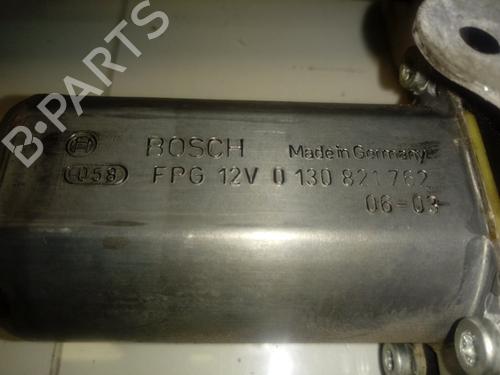 BOSCH Made in Germany
058 FPG 12V 0 130 821 762
06-03
B-PARTS